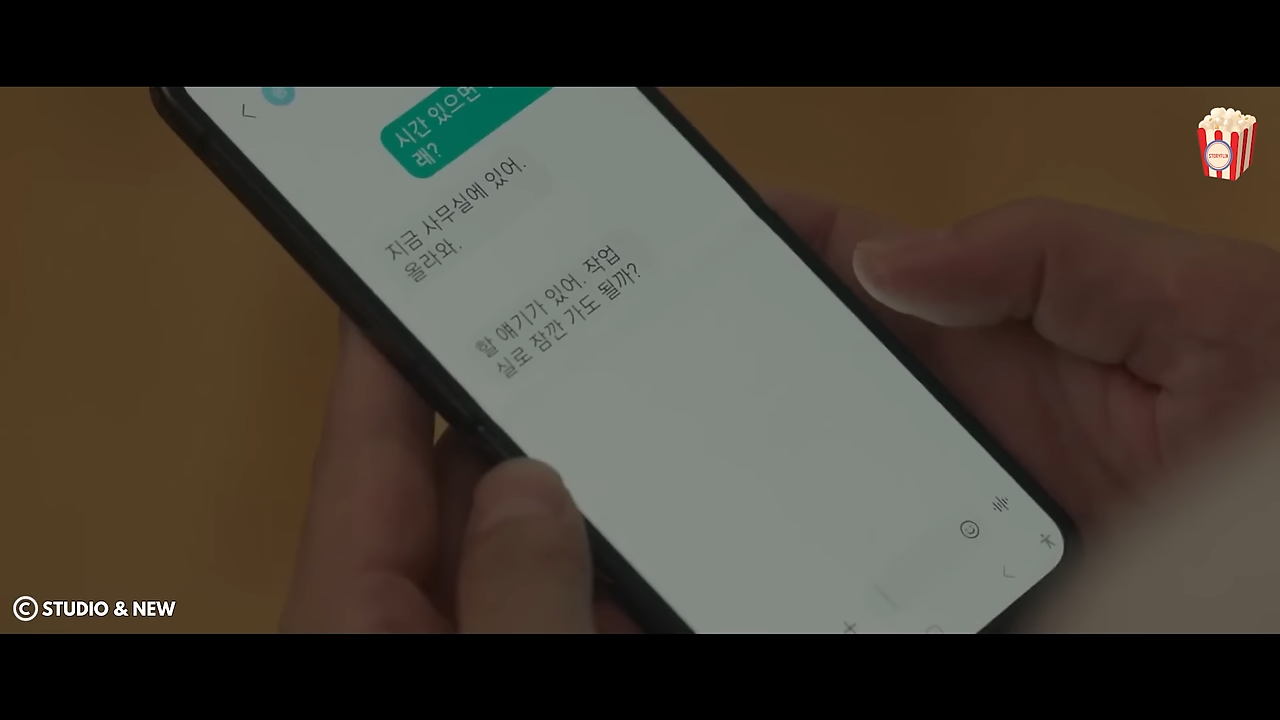 시간 있으면
래?
지금 사무실에 있어.
올라와.
할 얘기가 있어. 작업
실로 잠깐 가도 될까?
STORYFLIX
© STUDIO & NEW